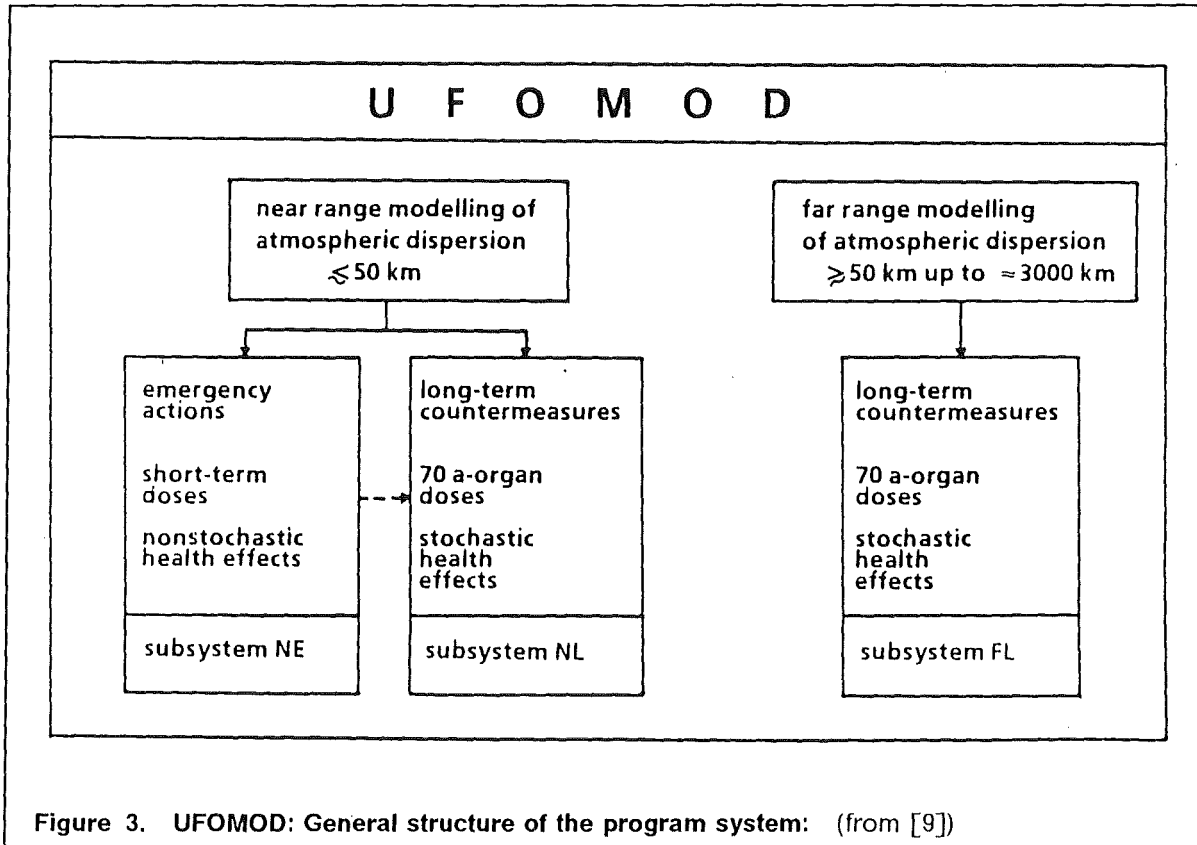 U F O M O D
near range modelling of
atmospheric dispersion
≲ 50 km
far range modelling
of atmospheric dispersion
≳ 50 km up to ≈ 3000 km
emergency
actions
short-term
doses
nonstochastic
health effects
subsystem NE
long-term
countermeasures
70 a-organ
doses
stochastic
health
effects
subsystem NL
long-term
countermeasures
70 a-organ
doses
stochastic
health
effects
subsystem FL
Figure 3. UFOMOD: General structure of the program system: (from [9])